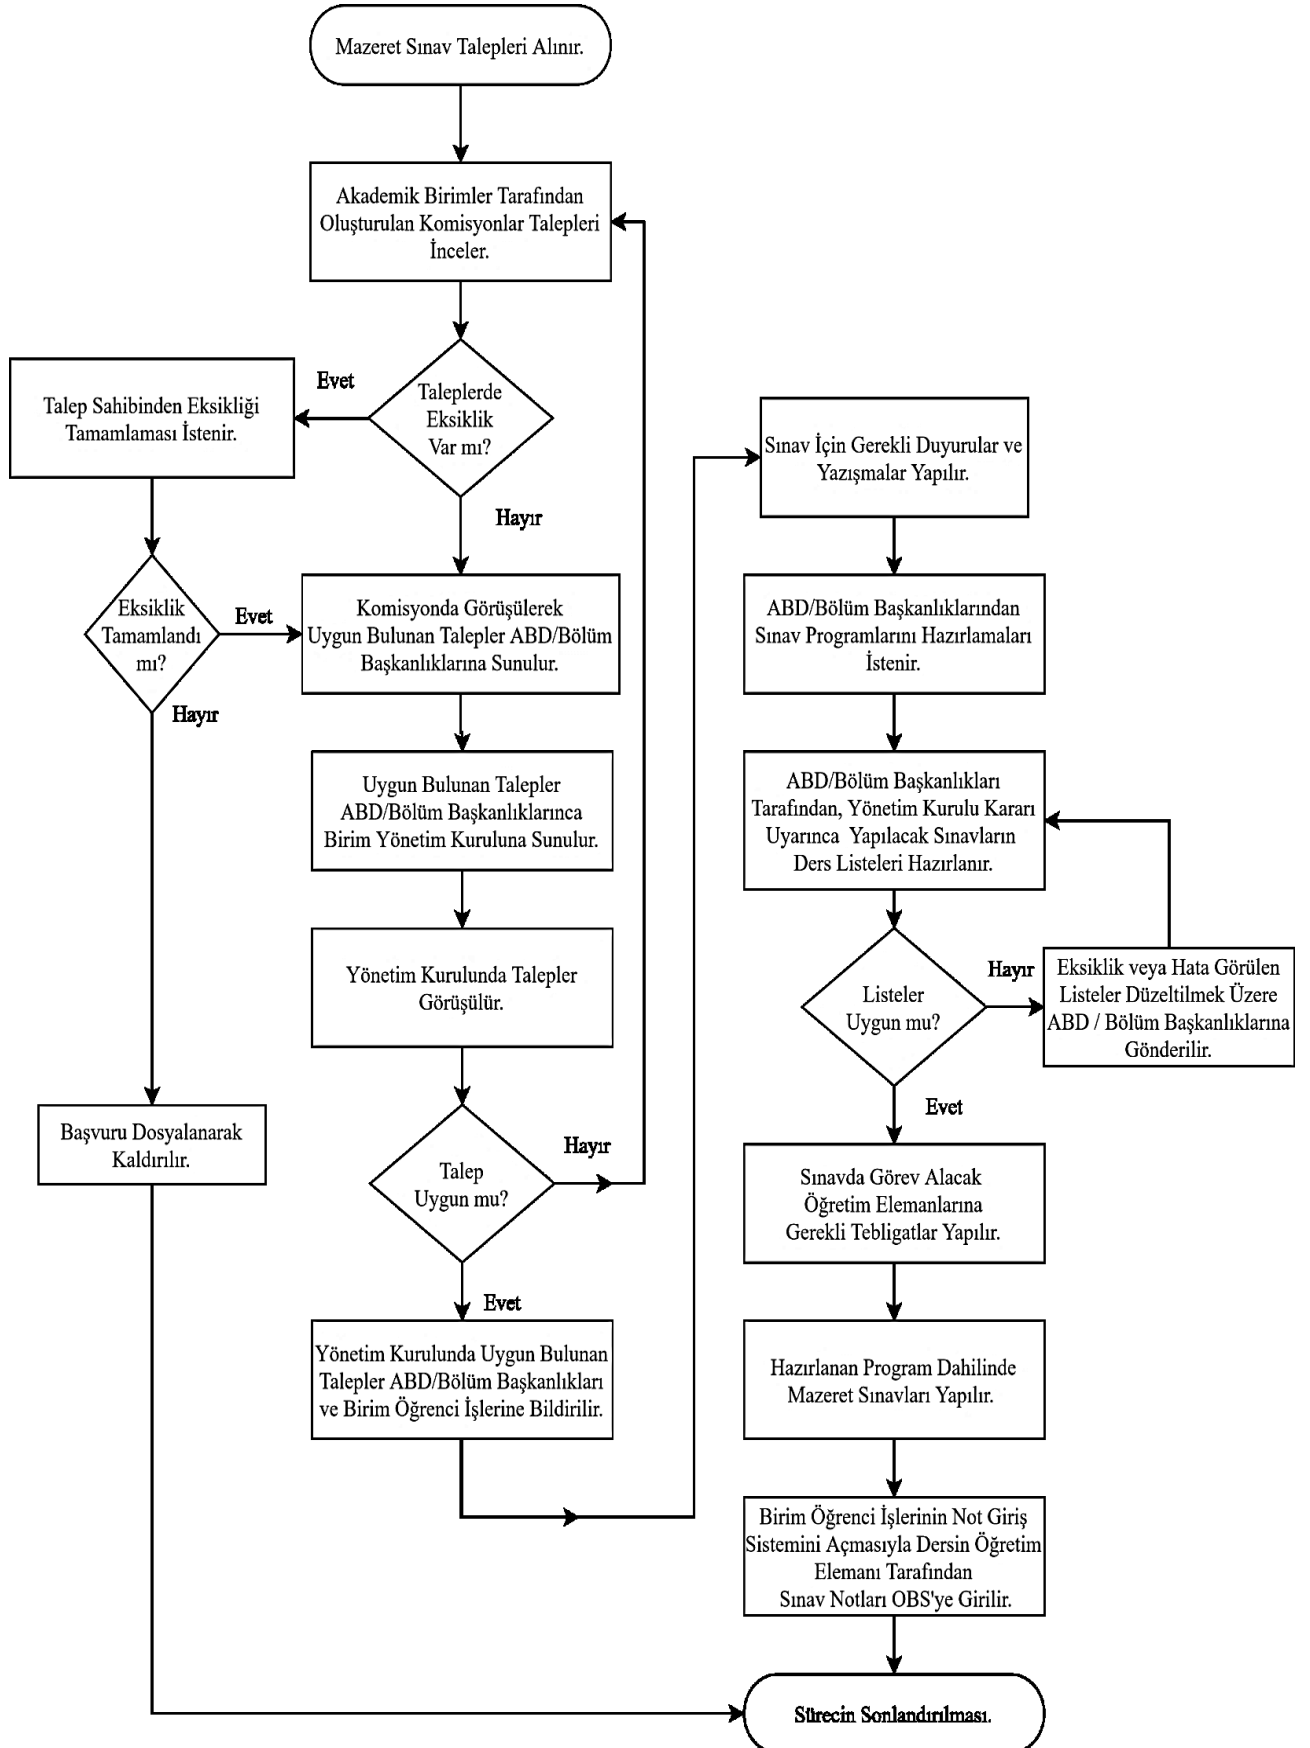 Mazeret Sınav Talepleri Alınır.
Akademik Birimler Tarafından
Oluşturulan Komisyonlar Talepleri
İnceler.
Evet
Taleplerde
Eksiklik
Var mı?
Talep Sahibinden Eksikliği
Tamamlaması İstenir.
Hayır
Eksiklik
Tamamlandı
mı?
Evet
Hayır
Komisyonda Görüşülerek
Uygun Bulunan Talepler ABD/Bölüm
Başkanlıklarına Sunulur.
Uygun Bulunan Talepler
ABD/Bölüm Başkanlıklarınca
Birim Yönetim Kuruluna Sunulur.
Yönetim Kurulunda Talepler
Görüşülür.
Başvuru Dosyalanarak
Kaldırılır.
Talep
Uygun mu?
Hayır
Evet
Yönetim Kurulunda Uygun Bulunan
Talepler ABD/Bölüm Başkanlıkları
ve Birim Öğrenci İşlerine Bildirilir.
Sınav İçin Gerekli Duyurular ve
Yazışmalar Yapılır.
ABD/Bölüm Başkanlıklarından
Sınav Programlarını Hazırlamaları
İstenir.
ABD/Bölüm Başkanlıkları
Tarafından, Yönetim Kurulu Kararı
Uyarınca Yapılacak Sınavların
Ders Listeleri Hazırlanır.
Listeler
Uygun mu?
Hayır
Eksiklik veya Hata Görülen
Listeler Düzeltilmek Üzere
ABD / Bölüm Başkanlıklarına
Gönderilir.
Evet
Sınavda Görev Alacak
Öğretim Elemanlarına
Gerekli Tebligatlar Yapılır.
Hazırlanan Program Dahilinde
Mazeret Sınavları Yapılır.
Birim Öğrenci İşlerinin Not Giriş
Sistemini Açmasıyla Dersin Öğretim
Elemanı Tarafından
Sınav Notları OBS'ye Girilir.
Sürecin Sonlandırılması.